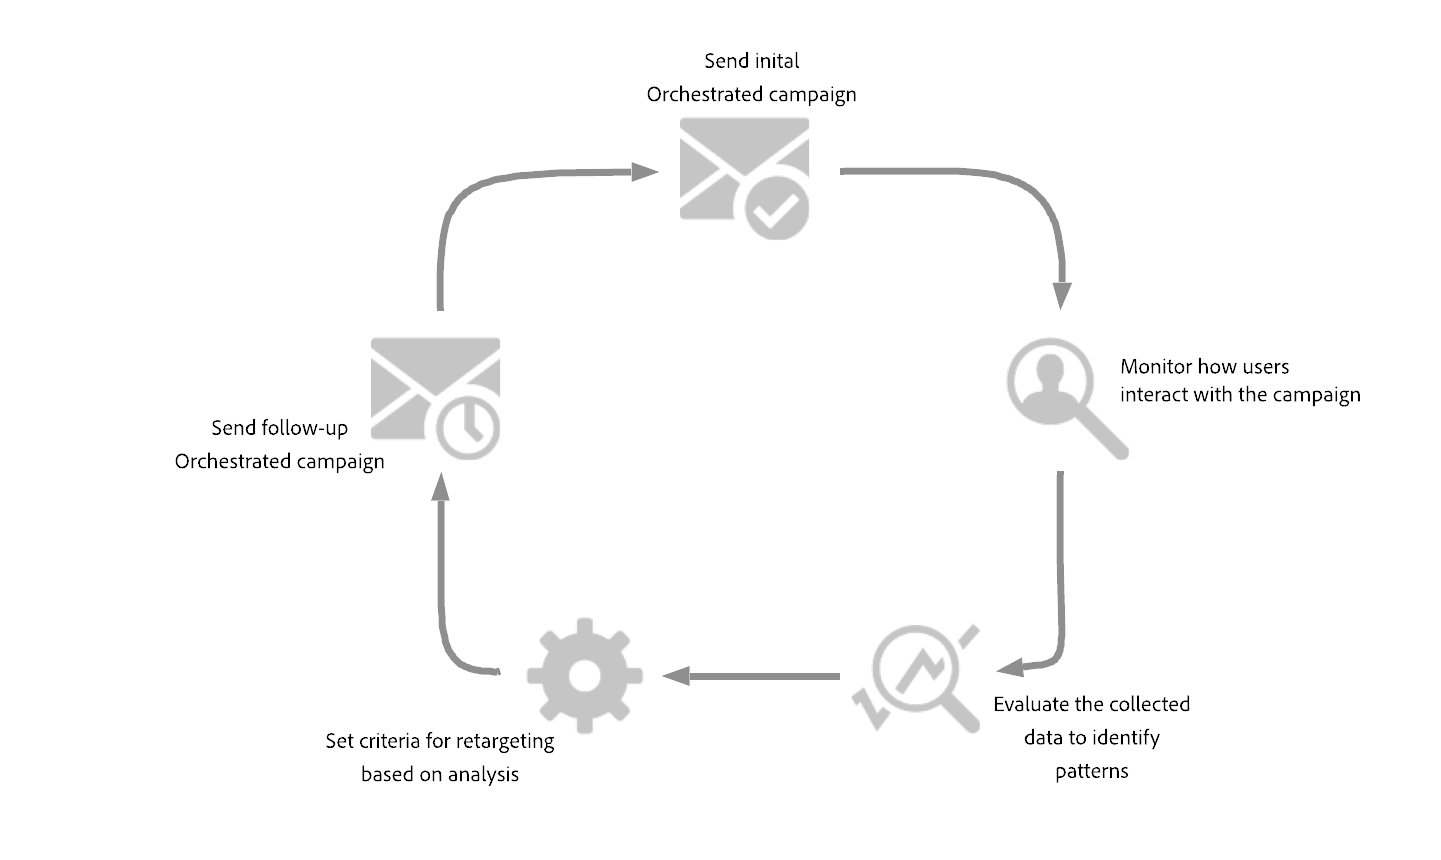 Send inital
Orchestrated campaign
Monitor how users
interact with the campaign
Send follow-up
Orchestrated campaign
Evaluate the collected
data to identify
patterns
Set criteria for retargeting
based on analysis